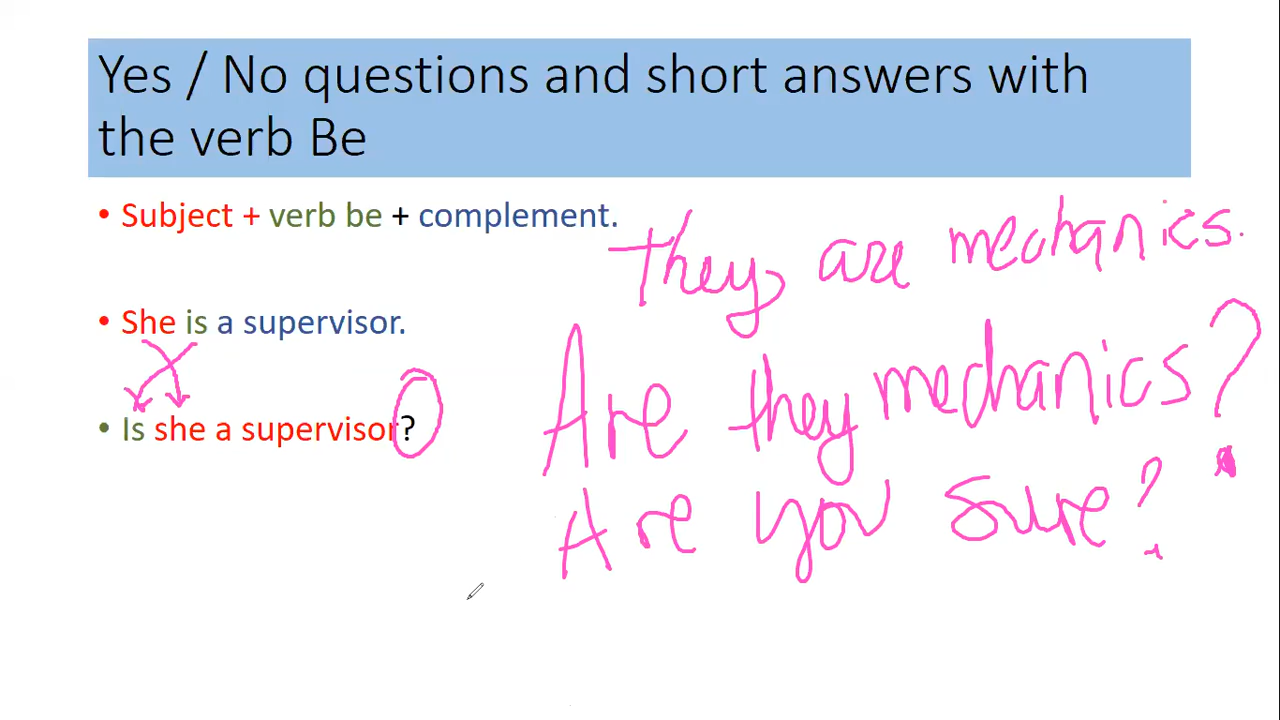 Yes / No questions and short answers with
the verb Be
• Subject + verb be + complement.
They are mechanics.
• She is a supervisor.
Are they mechanics?
• Is she a supervisor?
Are you sure?